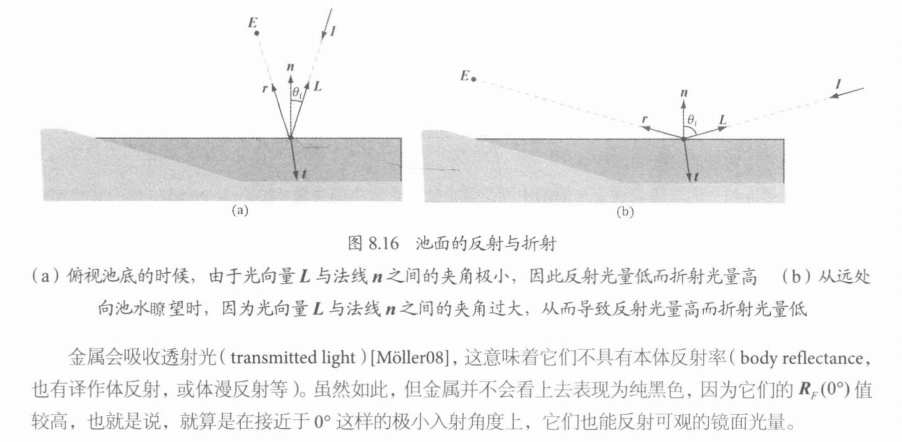 E
I
n
r
θi
L
t
(a)
E
I
n
r
θi
L
t
(b)
图 8.16 池面的反射与折射
(a)俯视池底的时候，由于光向量 L 与法线 n 之间的夹角极小，因此反射光量低而折射光量高 (b)从远处
向池水瞭望时，因为光向量 L 与法线 n 之间的夹角过大，从而导致反射光量高而折射光量低
金属会吸收透射光（transmitted light）[Möller08]，这意味着它们不具有本体反射率（body reflectance，
也有译作体反射，或体漫反射等）。虽然如此，但金属并不会看上去表现为纯黑色，因为它们的 RF(0°) 值
较高，也就是说，就算是在接近于 0° 这样的极小入射角度上，它们也能反射可观的镜面光量。